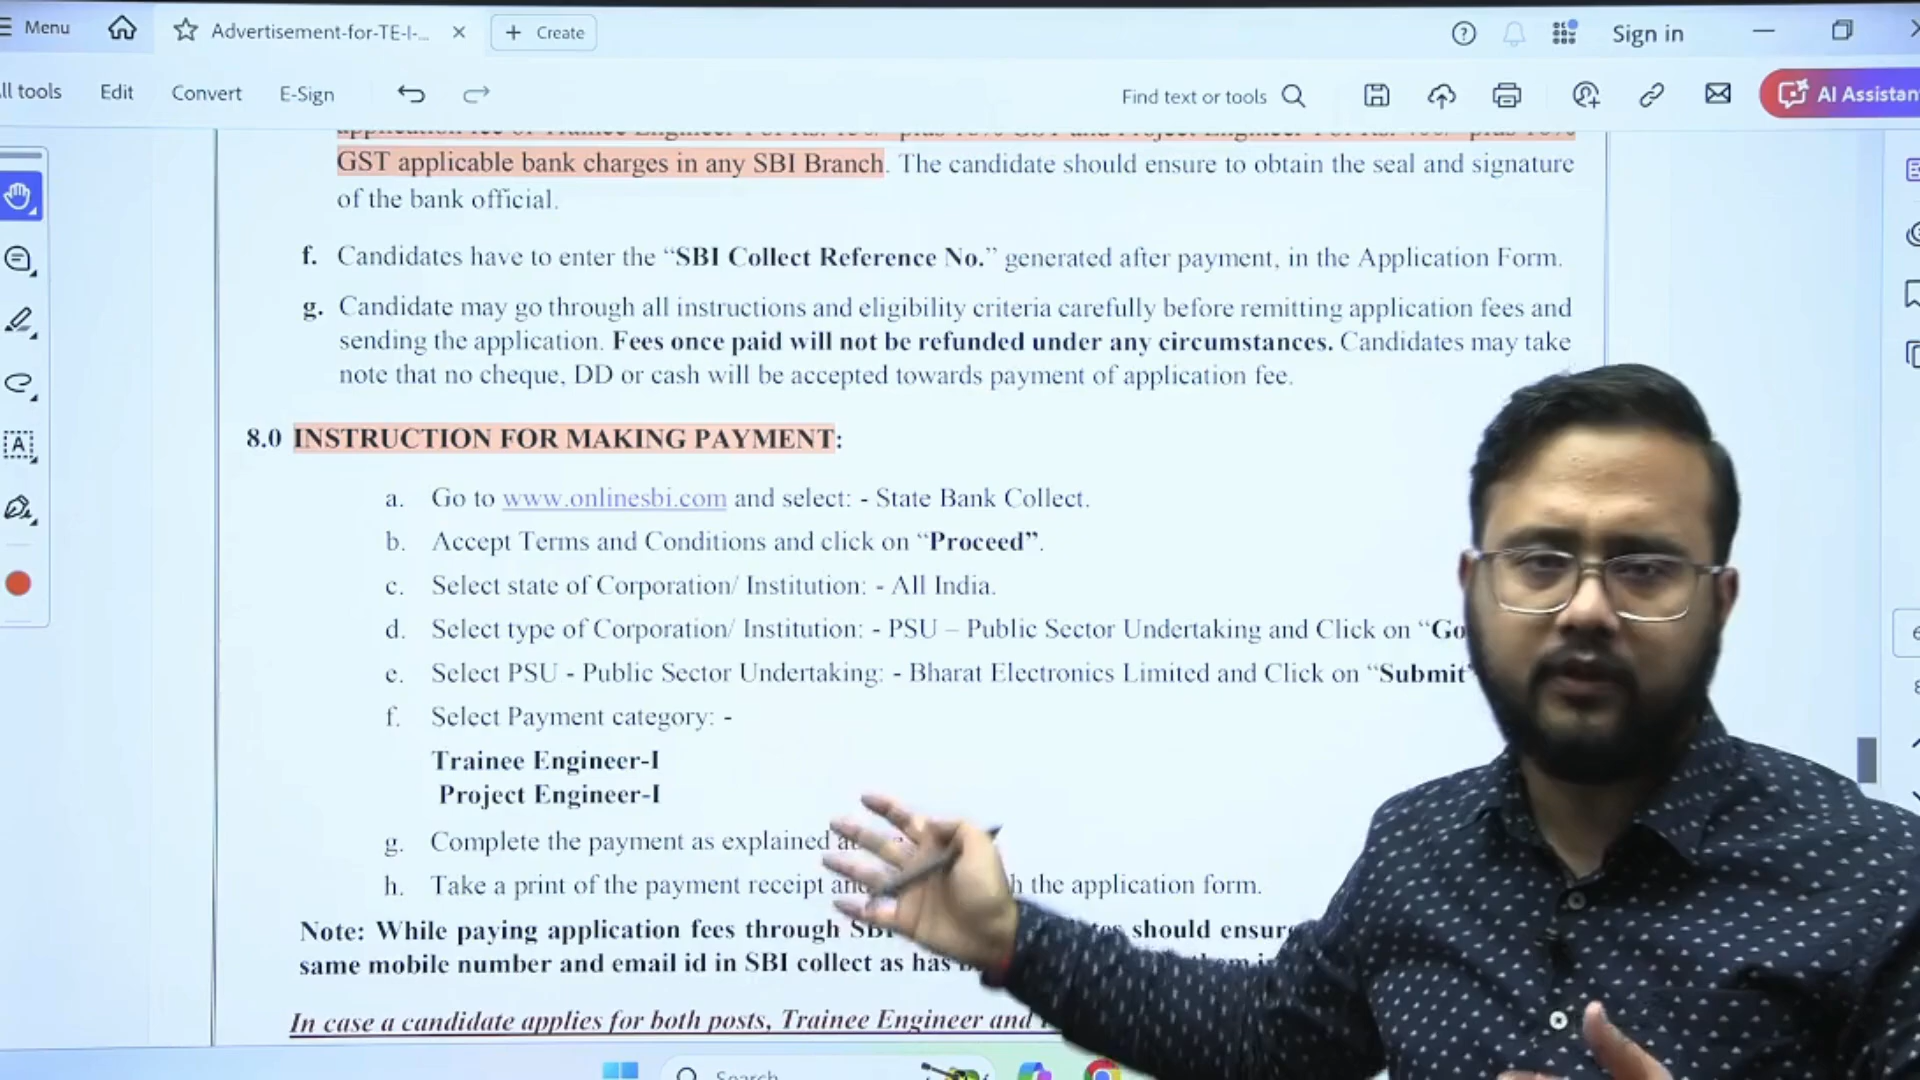 Menu
Advertisement-for-TE-I-...
Create
Sign in
ll tools
Edit
Convert
E-Sign
Find text or tools
AI Assistan
GST applicable bank charges in any SBI Branch. The candidate should ensure to obtain the seal and signature
of the bank official.
f. Candidates have to enter the “SBI Collect Reference No.” generated after payment, in the Application Form.
g. Candidate may go through all instructions and eligibility criteria carefully before remitting application fees and
sending the application. Fees once paid will not be refunded under any circumstances. Candidates may take
note that no cheque, DD or cash will be accepted towards payment of application fee.
8.0 INSTRUCTION FOR MAKING PAYMENT:
a. Go to www.onlinesbi.com and select: - State Bank Collect.
b. Accept Terms and Conditions and click on “Proceed”.
c. Select state of Corporation/ Institution: - All India.
d. Select type of Corporation/ Institution: - PSU – Public Sector Undertaking and Click on “Go
e. Select PSU - Public Sector Undertaking: - Bharat Electronics Limited and Click on “Submit”
f. Select Payment category: -
Trainee Engineer-I
Project Engineer-I
g. Complete the payment as explained
h. Take a print of the payment receipt and the application form.
Note: While paying application fees through SBI should ensure
same mobile number and email id in SBI collect as has
In case a candidate applies for both posts, Trainee Engineer and
Search